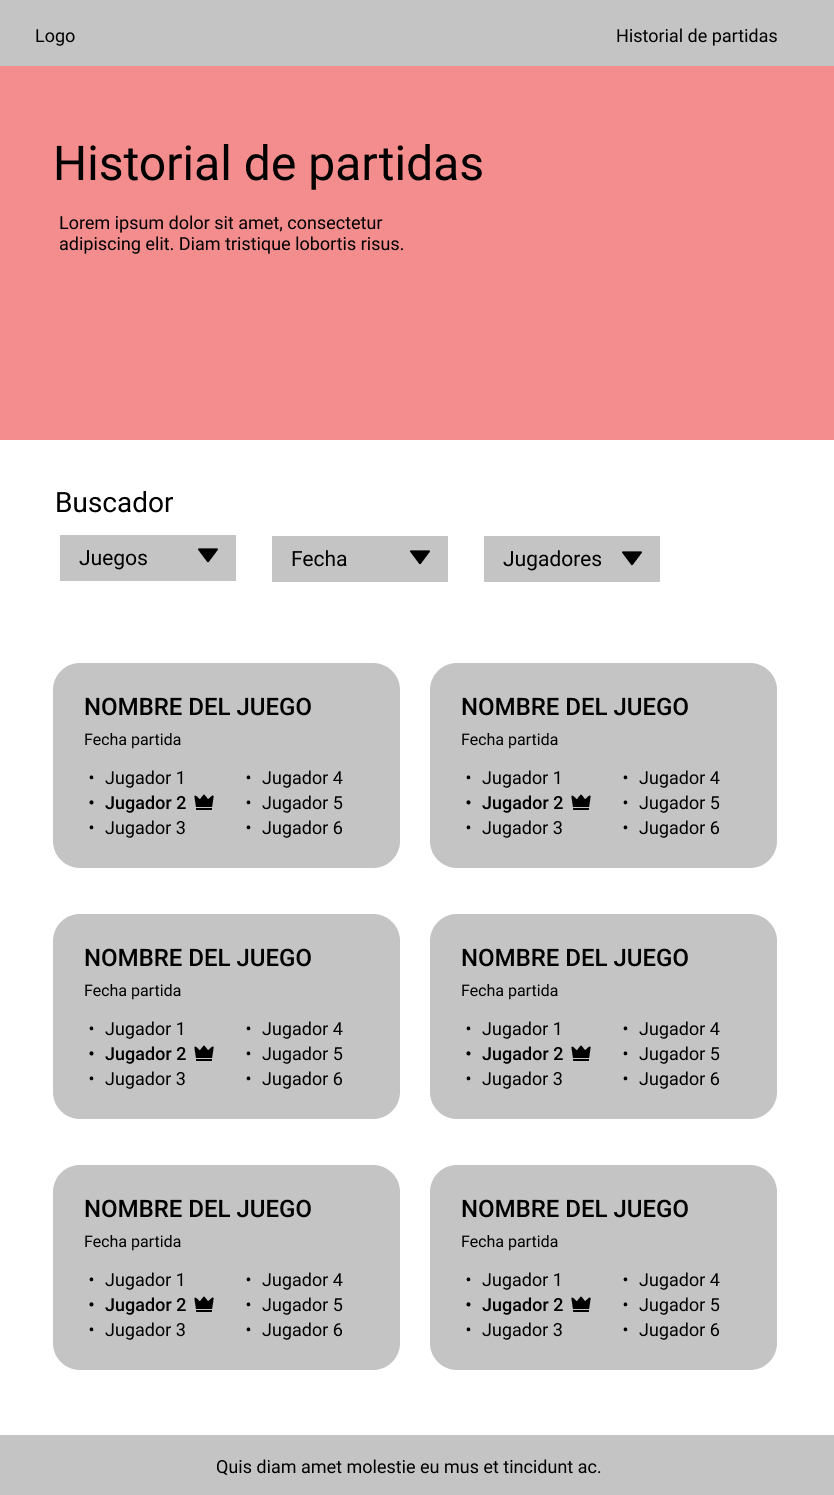 Logo
Historial de partidas
Historial de partidas
Lorem ipsum dolor sit amet, consectetur
adipiscing elit. Diam tristique lobortis risus.
Buscador
Juegos
Fecha
Jugadores
NOMBRE DEL JUEGO
Fecha partida
• Jugador 1
• Jugador 2
• Jugador 3
• Jugador 4
• Jugador 5
• Jugador 6
NOMBRE DEL JUEGO
Fecha partida
• Jugador 1
• Jugador 2
• Jugador 3
• Jugador 4
• Jugador 5
• Jugador 6
NOMBRE DEL JUEGO
Fecha partida
• Jugador 1
• Jugador 2
• Jugador 3
• Jugador 4
• Jugador 5
• Jugador 6
NOMBRE DEL JUEGO
Fecha partida
• Jugador 1
• Jugador 2
• Jugador 3
• Jugador 4
• Jugador 5
• Jugador 6
NOMBRE DEL JUEGO
Fecha partida
• Jugador 1
• Jugador 2
• Jugador 3
• Jugador 4
• Jugador 5
• Jugador 6
NOMBRE DEL JUEGO
Fecha partida
• Jugador 1
• Jugador 2
• Jugador 3
• Jugador 4
• Jugador 5
• Jugador 6
Quis diam amet molestie eu mus et tincidunt ac.